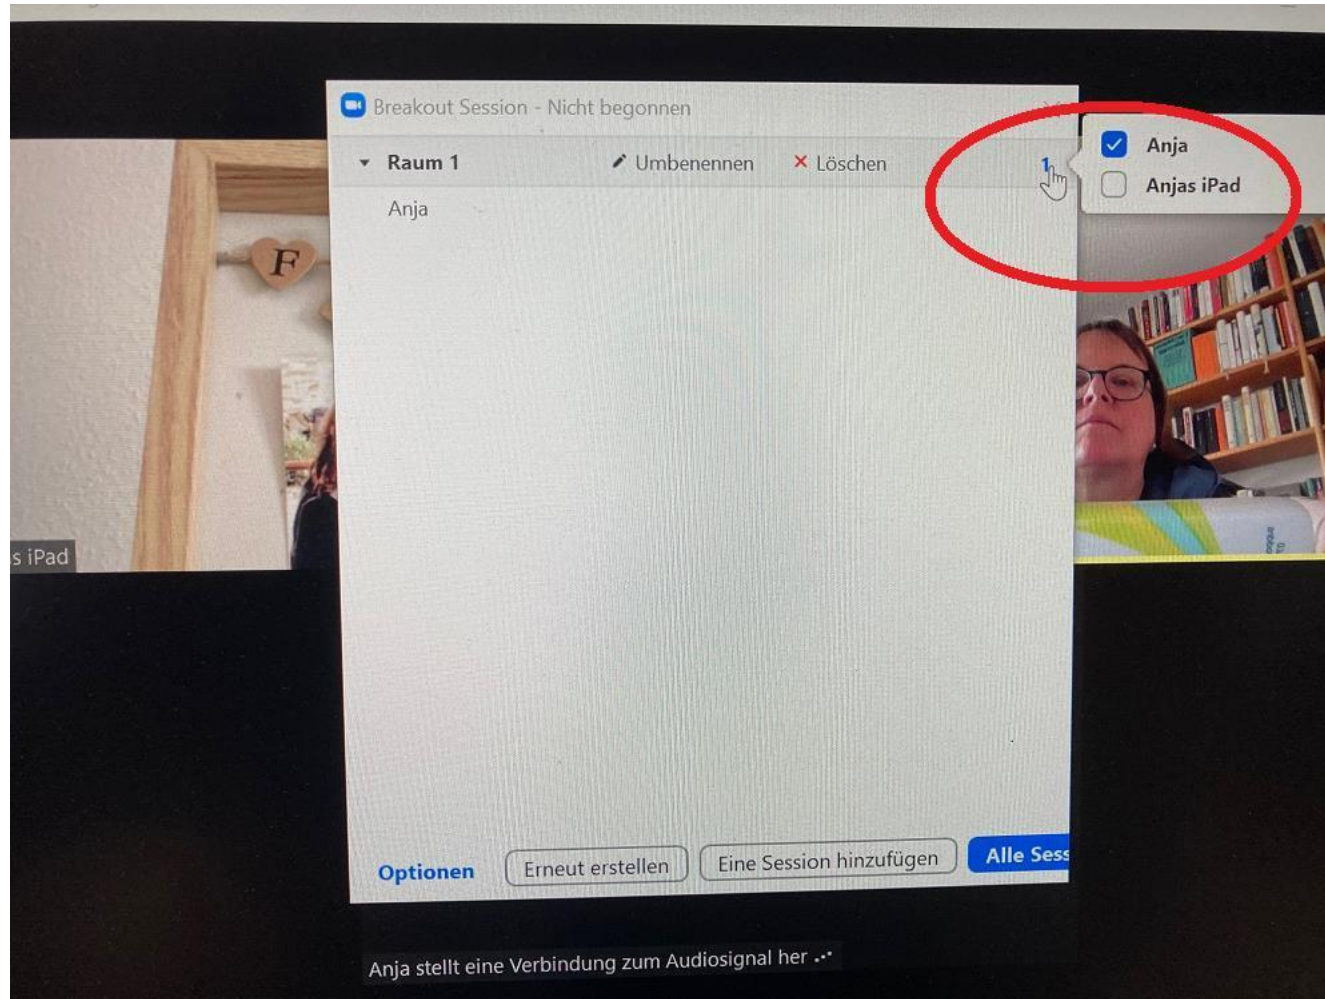 Breakout Session - Nicht begonnen
Raum 1
Umbenennen
Löschen
1
Anja
Anjas iPad
Anja
F
s iPad
Optionen
Erneut erstellen
Eine Session hinzufügen
Alle Sess
Anja stellt eine Verbindung zum Audiosignal her